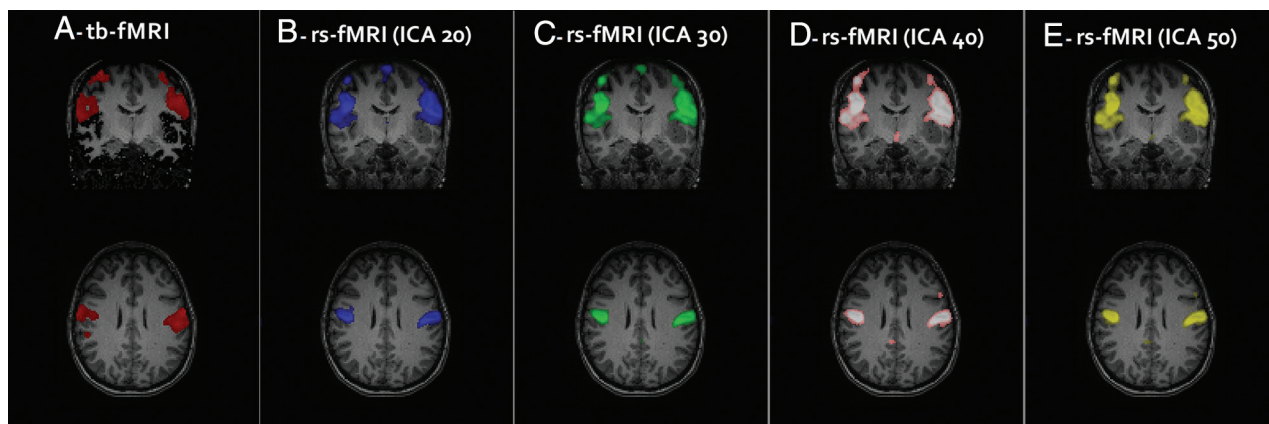 A-tb-fMRI
B-rs-fMRI (ICA 20)
C-rs-fMRI (ICA 30)
D-rs-fMRI (ICA 40)
E-rs-fMRI (ICA 50)